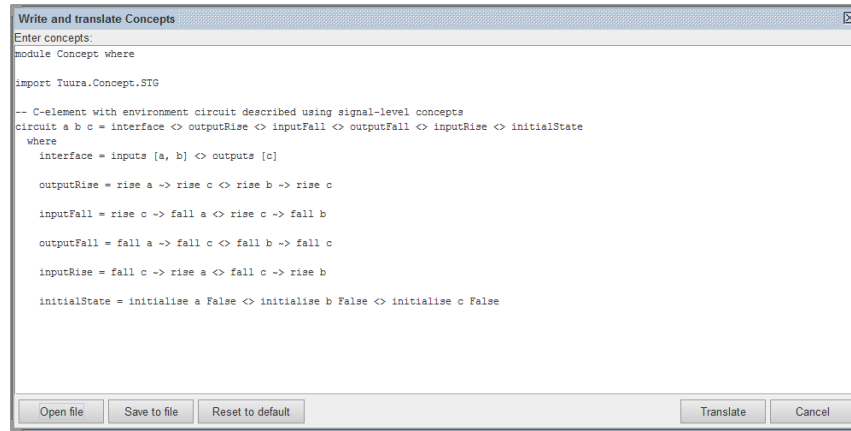 Write and translate Concepts
Enter concepts:
module Concept where
import Tuura.Concept.STG
-- C-element with environment circuit described using signal-level concepts
circuit a b c = interface <> outputRise <> inputFall <> outputFall <> inputRise <> initialState
  where
    interface = inputs [a, b] <> outputs [c]
    outputRise = rise a ~> rise c <> rise b ~> rise c
    inputFall = rise c ~> fall a <> rise c ~> fall b
    outputFall = fall a ~> fall c <> fall b ~> fall c
    inputRise = fall c ~> rise a <> fall c ~> rise b
    initialState = initialise a False <> initialise b False <> initialise c False
Open file Save to file Reset to default Translate Cancel